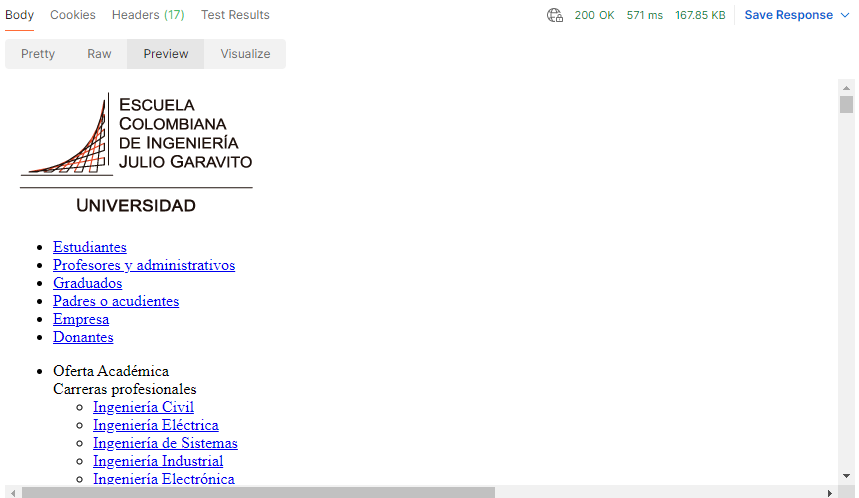 Body Cookies Headers (17) Test Results 200 OK 571 ms 167.85 KB Save Response
Pretty Raw Preview Visualize
ESCUELA
COLOMBIANA
DE INGENIERÍA
JULIO GARAVITO
UNIVERSIDAD
Estudiantes
Profesores y administrativos
Graduados
Padres o acudientes
Empresa
Donantes
Oferta Académica
Carreras profesionales
Ingeniería Civil
Ingeniería Eléctrica
Ingeniería de Sistemas
Ingeniería Industrial
Ingeniería Electrónica